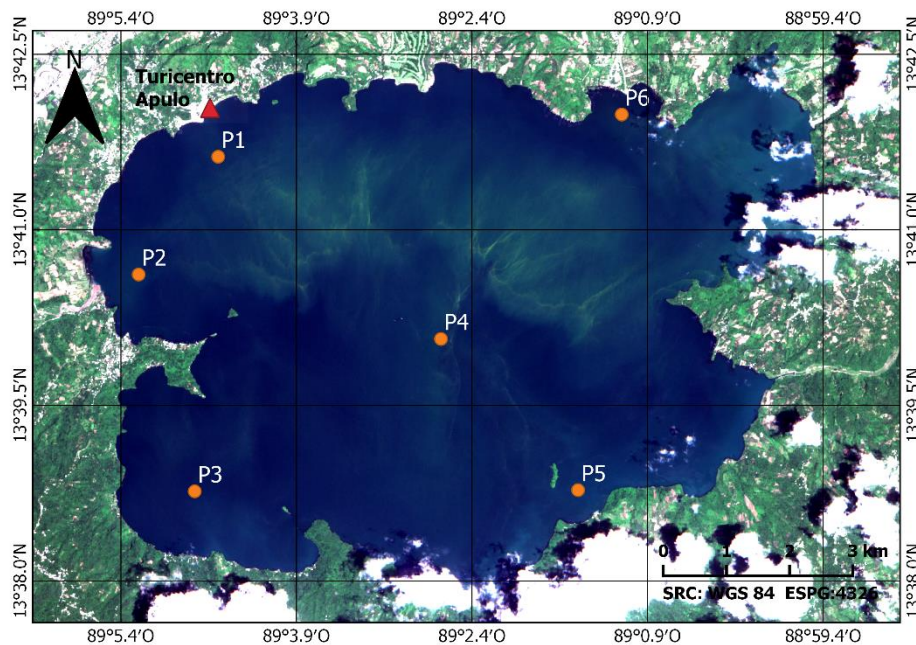 89°5.4'O 89°3.9'O 89°2.4'O 89°0.9'O 88°59.4'O
13°42.5'N 13°42.5'N
N
Turicentro
Apulo
P6
P1
13°41.0'N 13°41.0'N
P2
P4
13°39.5'N 13°39.5'N
P3
P5
0 1 2 3 km
13°38.0'N 13°38.0'N
SRC: WGS 84 ESPG:4326
89°5.4'O 89°3.9'O 89°2.4'O 89°0.9'O 88°59.4'O